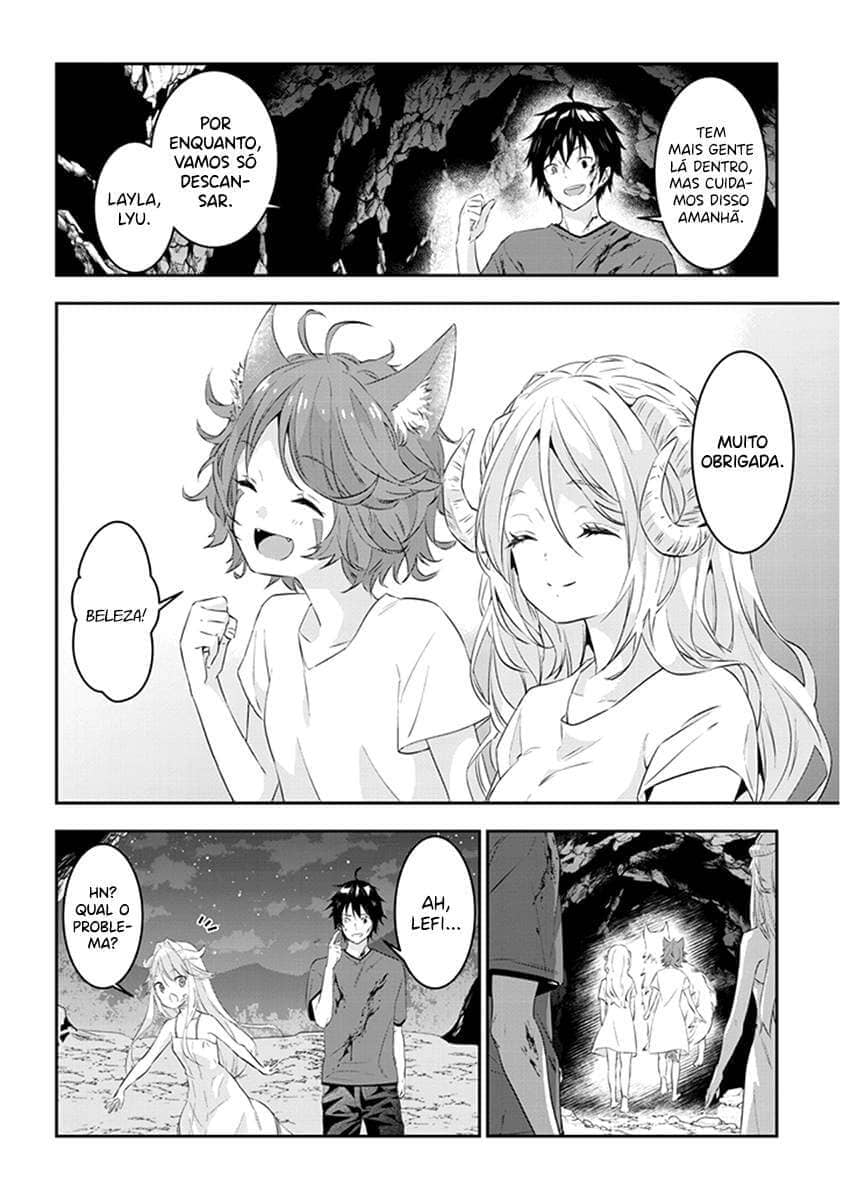 TEM
MAIS GENTE
LÁ DENTRO,
MAS CUIDA-
MOS DISSO
AMANHÃ.
POR
ENQUANTO,
VAMOS SÓ
DESCAN-
SAR.
LAYLA,
LYU.
MUITO
OBRIGADA.
BELEZA!
AH,
LEFI...
HN?
QUAL O
PROBLE-
MA?